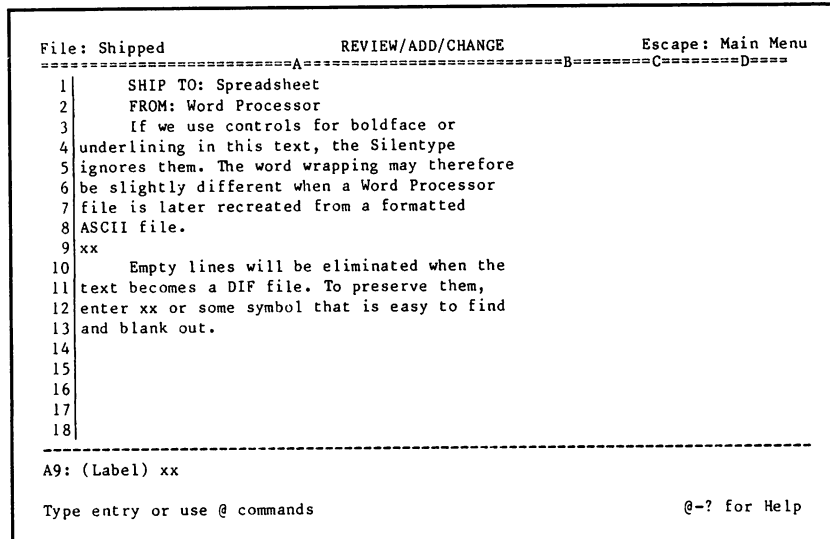 File: Shipped REVIEW/ADD/CHANGE Escape: Main Menu
==========================A===========================B========C========D====
1| SHIP TO: Spreadsheet
2| FROM: Word Processor
3| If we use controls for boldface or
4|underlining in this text, the Silentype
5|ignores them. The word wrapping may therefore
6|be slightly different when a Word Processor
7|file is later recreated from a formatted
8|ASCII file.
9|xx
10| Empty lines will be eliminated when the
11|text becomes a DIF file. To preserve them,
12|enter xx or some symbol that is easy to find
13|and blank out.
14|
15|
16|
17|
18|
--------------------------------------------------------------------------------
A9: (Label) xx
Type entry or use @ commands @-? for Help